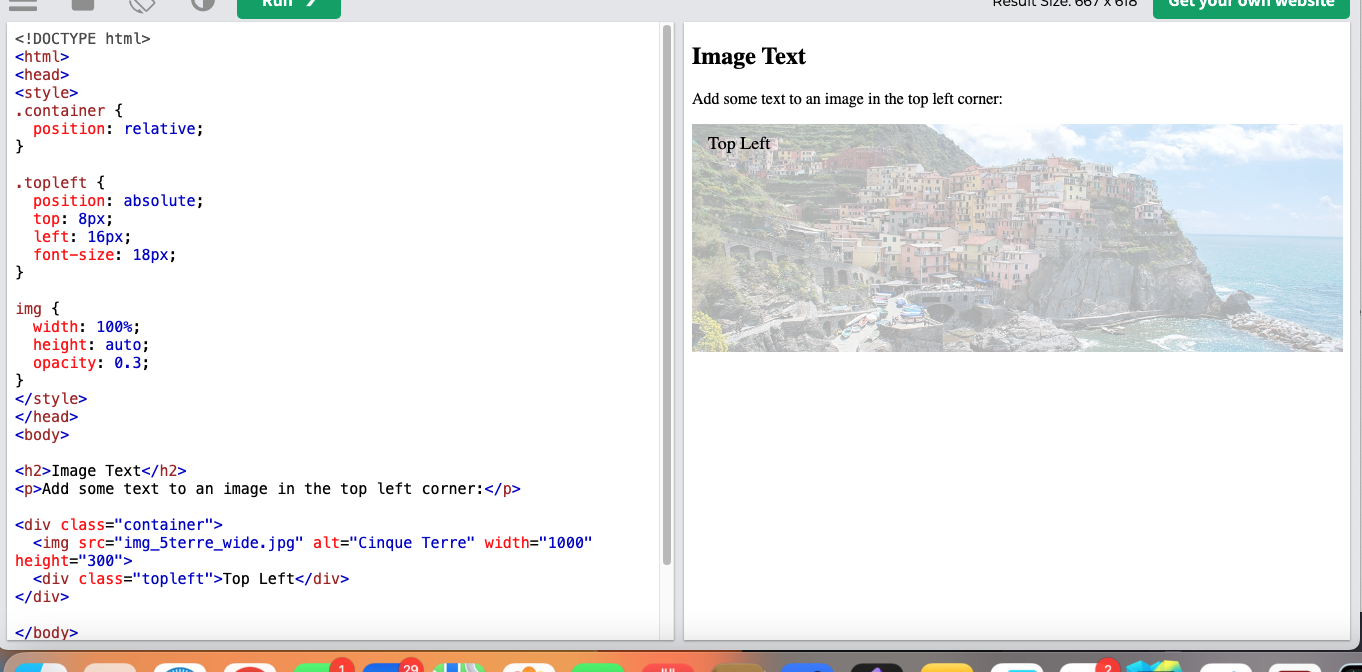 Run ❯
Result Size: 667 x 618
Get your own website
<!DOCTYPE html>
<html>
<head>
<style>
.container {
  position: relative;
}

.topleft {
  position: absolute;
  top: 8px;
  left: 16px;
  font-size: 18px;
}

img {
  width: 100%;
  height: auto;
  opacity: 0.3;
}
</style>
</head>
<body>

<h2>Image Text</h2>
<p>Add some text to an image in the top left corner:</p>

<div class="container">
  <img src="img_5terre_wide.jpg" alt="Cinque Terre" width="1000"
height="300">
  <div class="topleft">Top Left</div>
</div>

</body>
Image Text
Add some text to an image in the top left corner:
Top Left
1
29
2